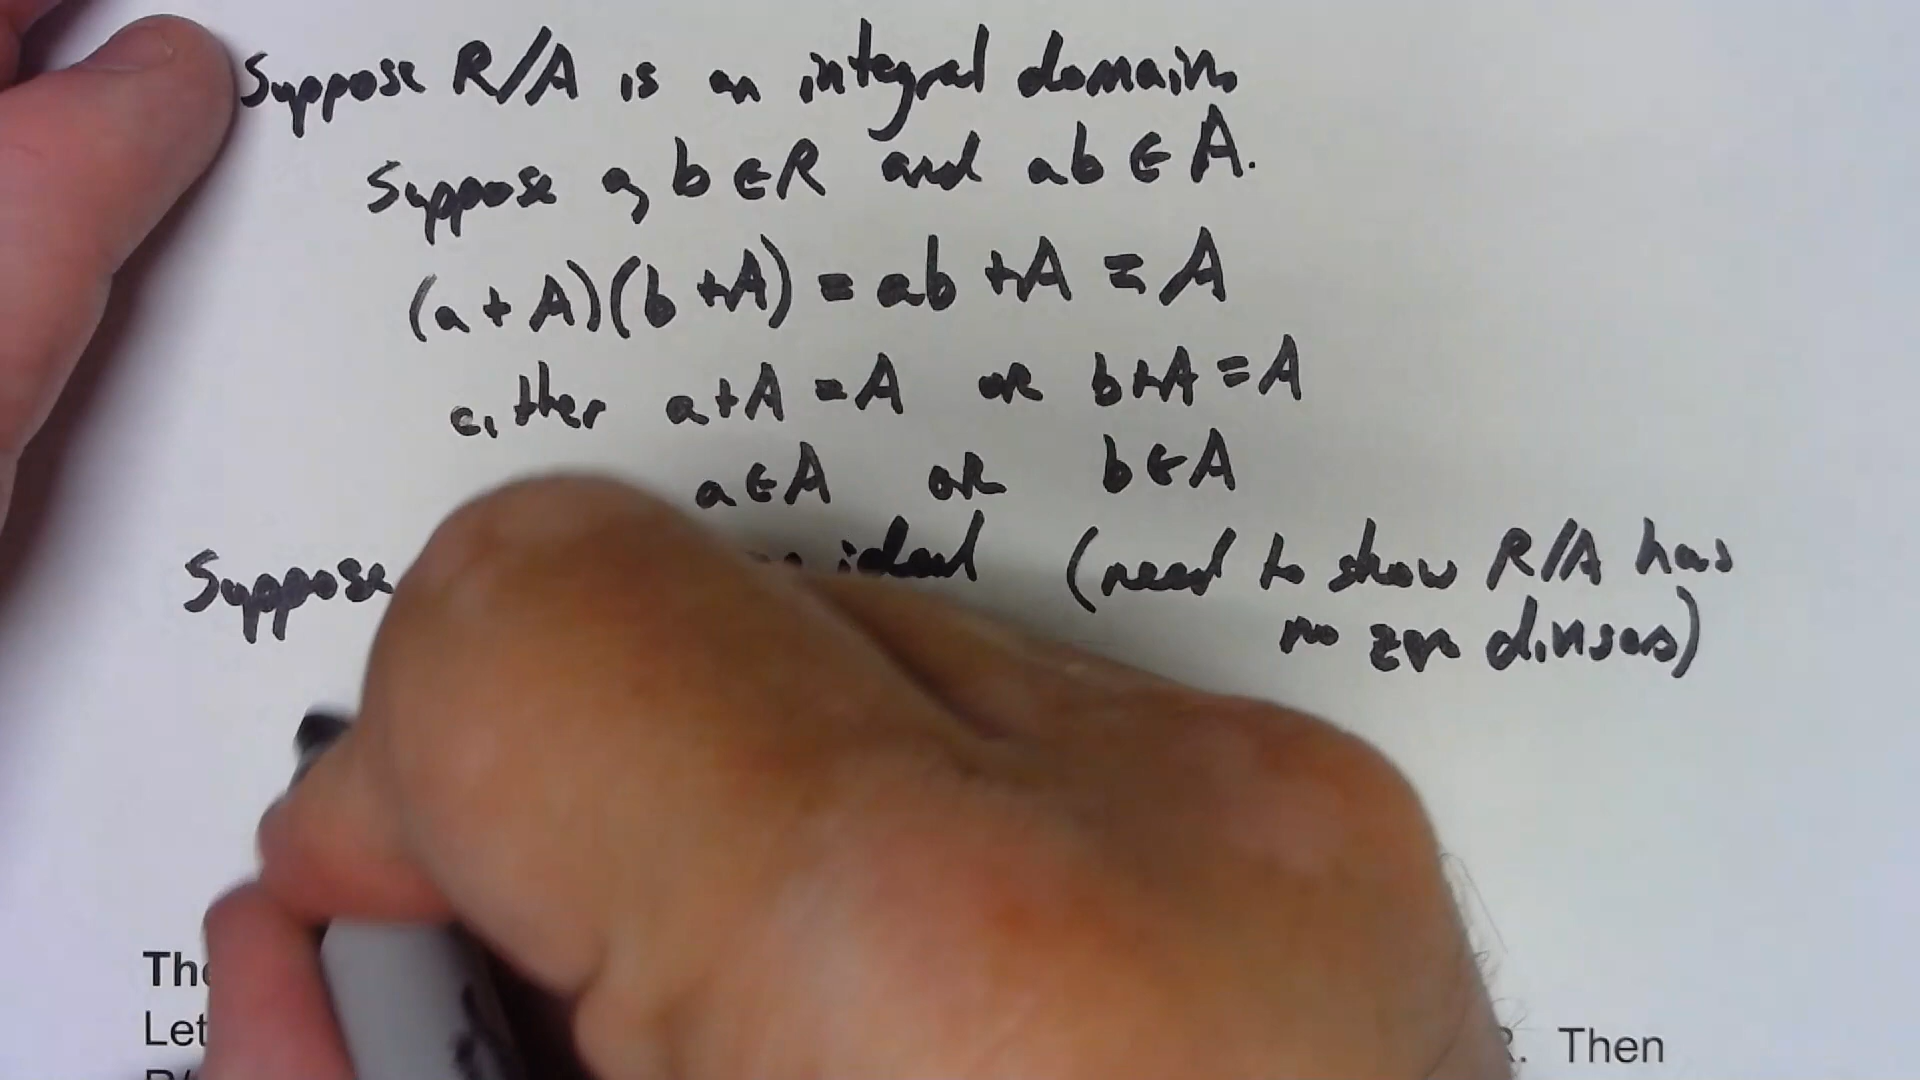 Suppose R/A is an integral domain.
Suppose a, b ∈ R and ab ∈ A.
(a + A)(b + A) = ab + A = A
either a + A = A or b + A = A
a ∈ A or b ∈ A
Suppose ideal (need to show R/A has
no zero divisors)
Let R. Then